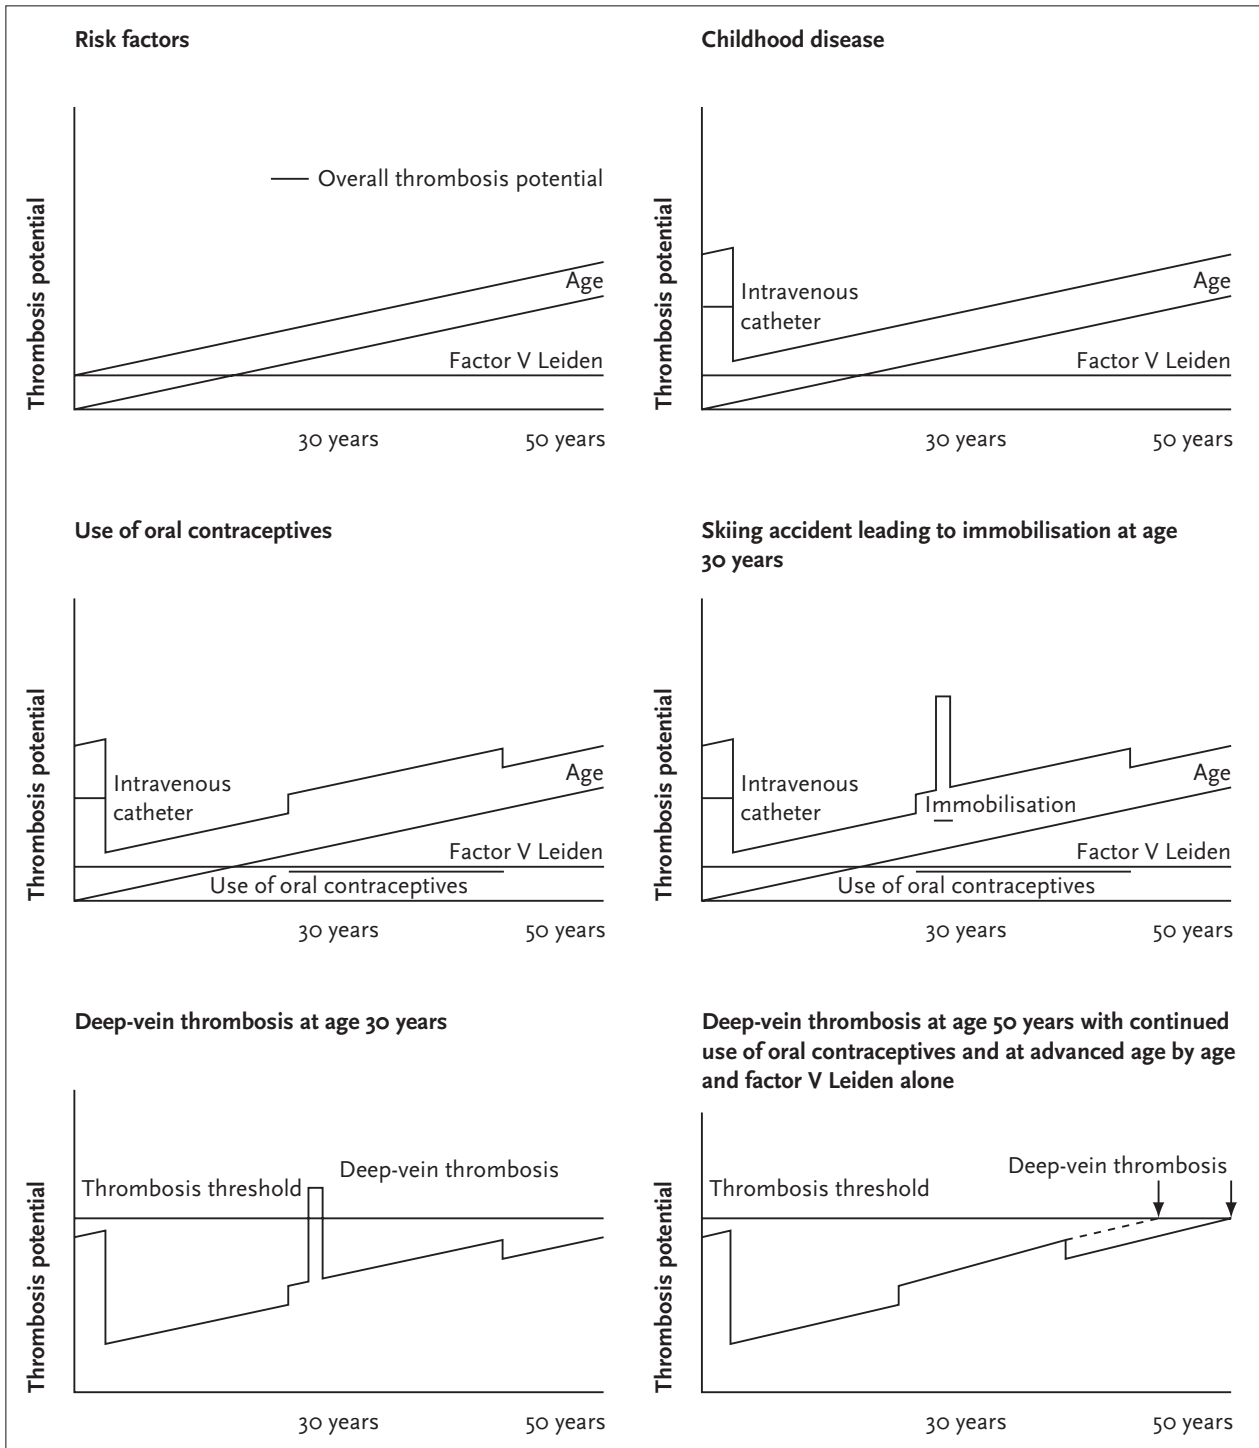 Risk factors
Thrombosis potential
Overall thrombosis potential
Age
Factor V Leiden
30 years
50 years
Childhood disease
Thrombosis potential
Intravenous
catheter
Age
Factor V Leiden
30 years
50 years
Use of oral contraceptives
Thrombosis potential
Intravenous
catheter
Age
Factor V Leiden
Use of oral contraceptives
30 years
50 years
Skiing accident leading to immobilisation at age
30 years
Thrombosis potential
Intravenous
catheter
Age
Immobilisation
Factor V Leiden
Use of oral contraceptives
30 years
50 years
Deep-vein thrombosis at age 30 years
Thrombosis potential
Deep-vein thrombosis
Thrombosis threshold
30 years
50 years
Deep-vein thrombosis at age 50 years with continued
use of oral contraceptives and at advanced age by age
and factor V Leiden alone
Thrombosis potential
Deep-vein thrombosis
Thrombosis threshold
30 years
50 years